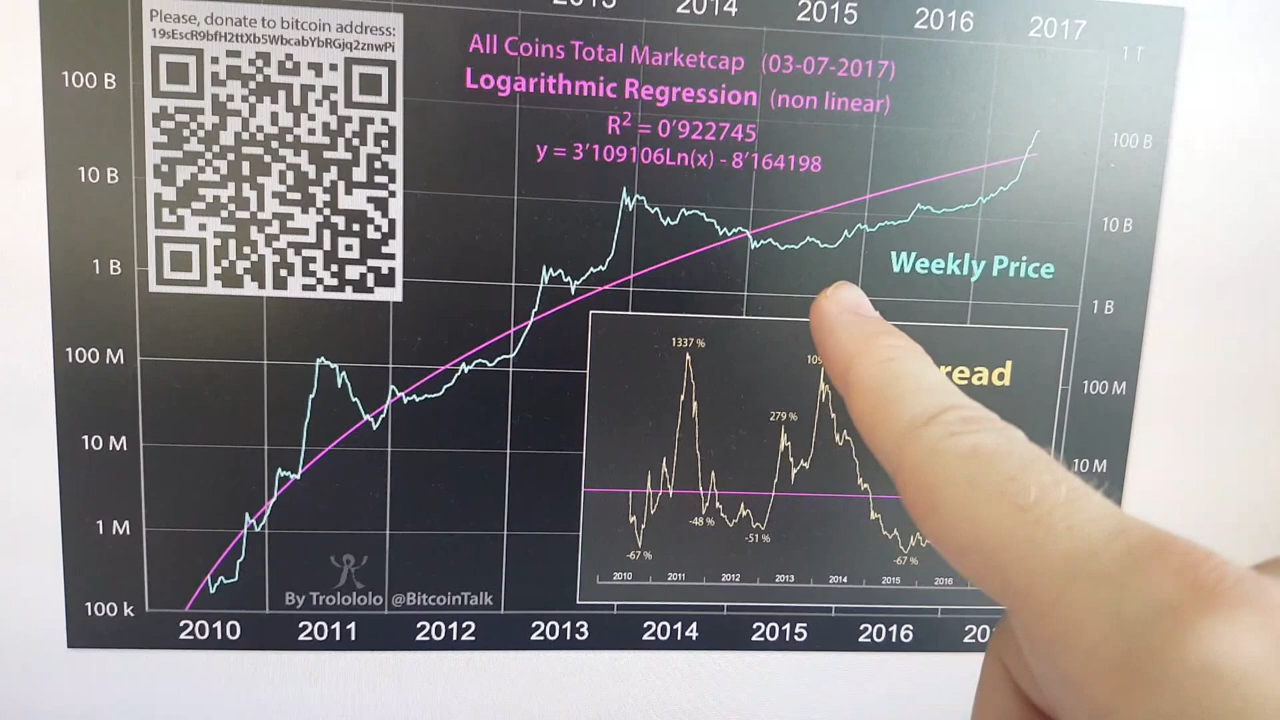 2014
2015
2016
2017
Please, donate to bitcoin address:
19sEscR9bfH2ttXb5WbcabYbRGjq2znwPi
All Coins Total Marketcap (03-07-2017)
Logarithmic Regression (non linear)
R² = 0'922745
y = 3'109106Ln(x) - 8'164198
100 B
10 B
1 B
100 M
10 M
1 M
100 k
1 T
100 B
10 B
1 B
100 M
10 M
Weekly Price
1337 %
279 %
-67 %
-48 %
-51 %
-67 %
2010
2011
2012
2013
2014
2015
2016
By Trolololo @BitcoinTalk
2010
2011
2012
2013
2014
2015
2016